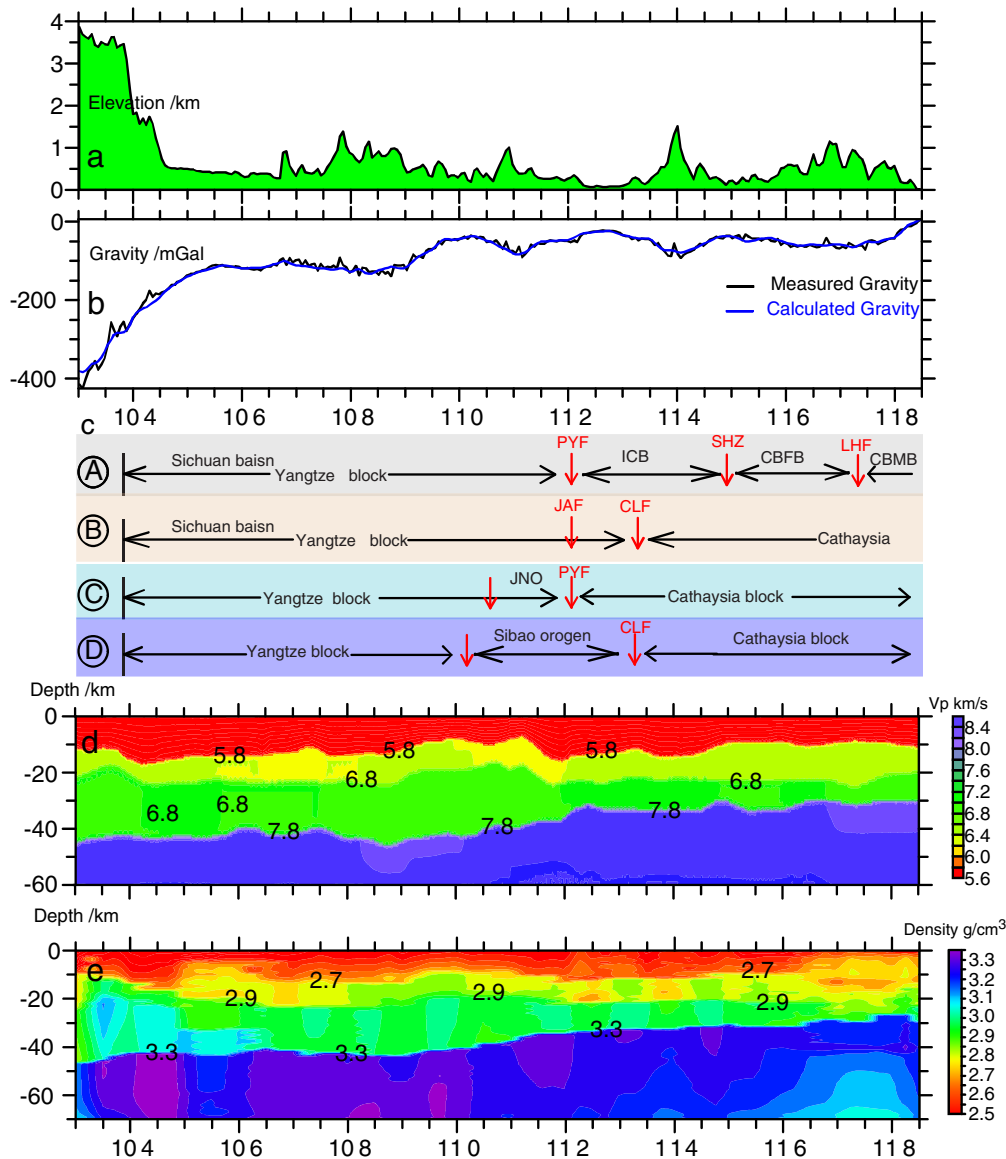 4
3
2
1
0
Elevation /km
a
0
-200
-400
Gravity /mGal
b
Measured Gravity
Calculated Gravity
104 106 108 110 112 114 116 118
c
A Sichuan baisn Yangtze block PYF ICB SHZ CBFB LHF CBMB
B Sichuan baisn Yangtze block JAF CLF Cathaysia
C Yangtze block JNO PYF Cathaysia block
D Yangtze block Sibao orogen CLF Cathaysia block
Depth /km
0
-20
-40
-60
d
5.8 5.8 5.8
6.8 6.8
6.8 6.8
7.8 7.8 7.8
Vp km/s
8.4
8.0
7.6
7.2
6.8
6.4
6.0
5.6
Depth /km
0
-20
-40
-60
e
2.7 2.7
2.9 2.9 2.9
3.3 3.3 3.3
Density g/cm³
3.3
3.2
3.1
3.0
2.9
2.8
2.7
2.6
2.5
104 106 108 110 112 114 116 118